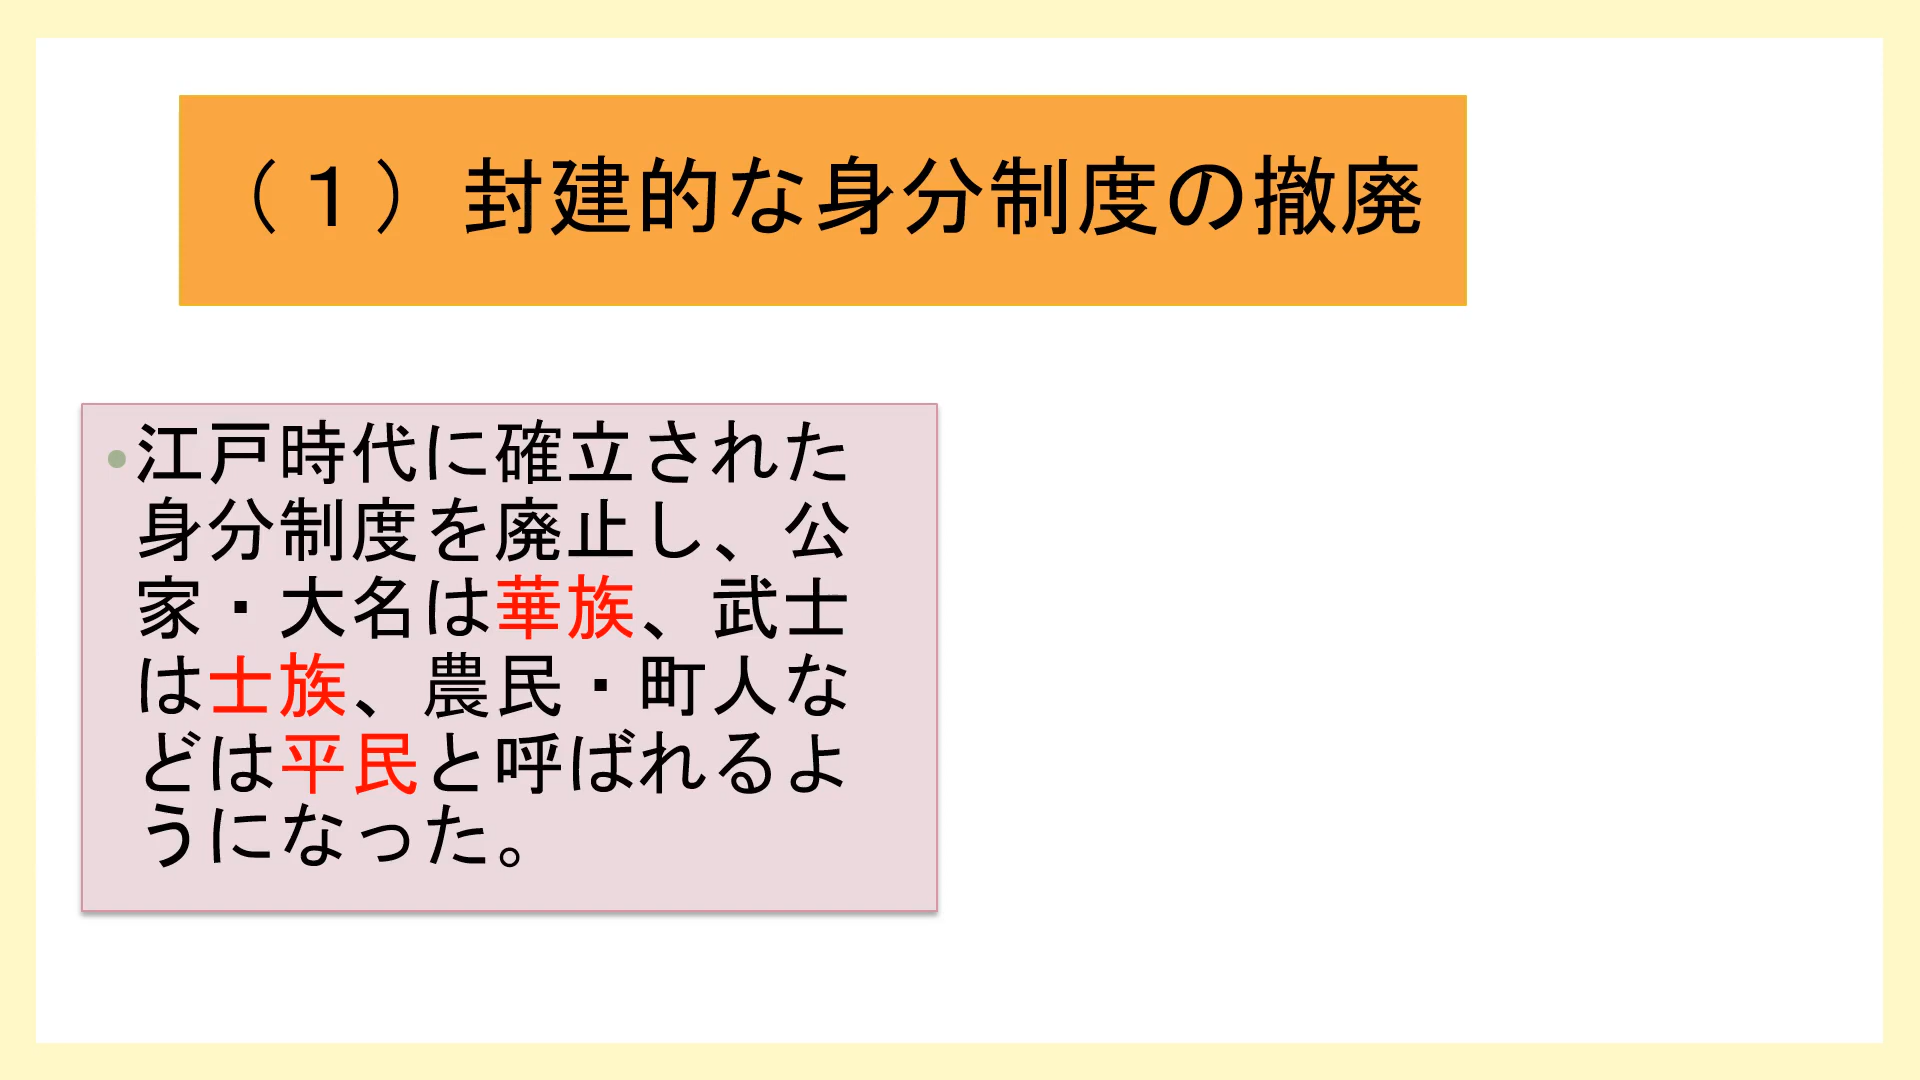 （１） 封建的な身分制度の撤廃
江戸時代に確立された
身分制度を廃止し、公
家・大名は華族、武士
は士族、農民・町人な
どは平民と呼ばれるよ
うになった。